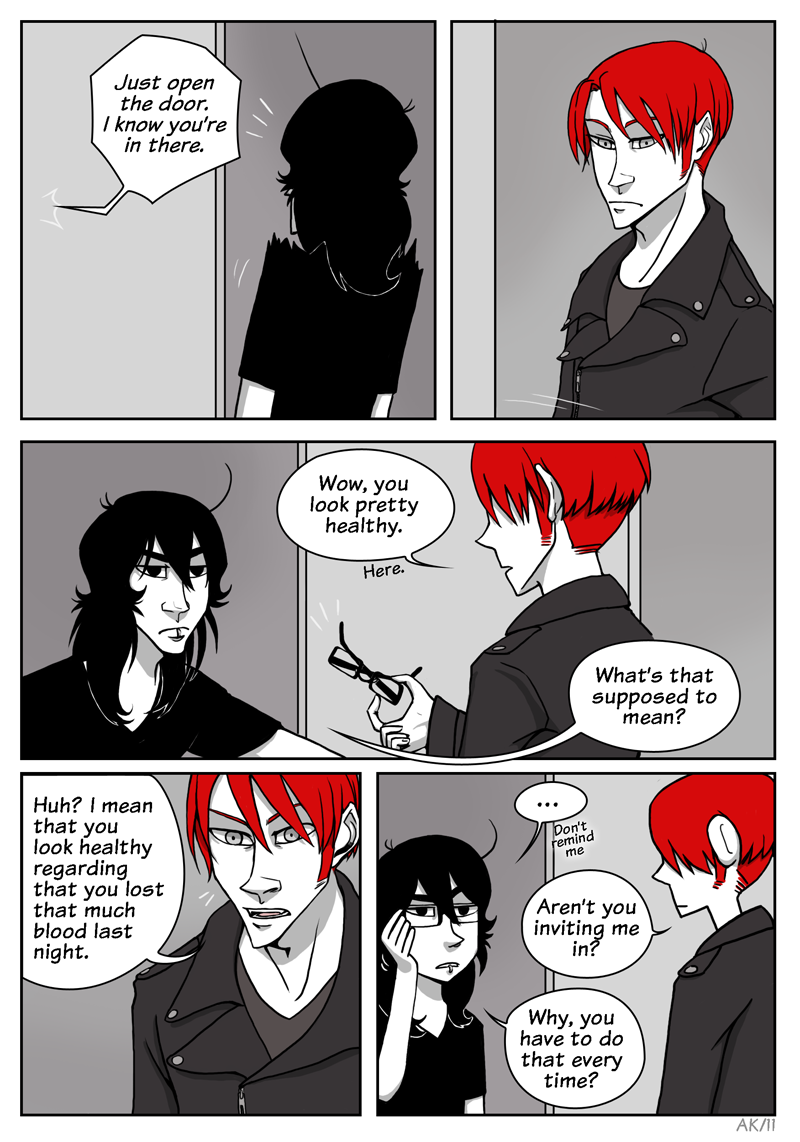 Just open
the door.
I know you're
in there.
Wow, you
look pretty
healthy.
Here.
What's that
supposed to
mean?
Huh? I mean
that you
look healthy
regarding
that you lost
that much
blood last
night.
...
Don't
remind
me
Aren't you
inviting me
in?
Why, you
have to do
that every
time?
AK/11